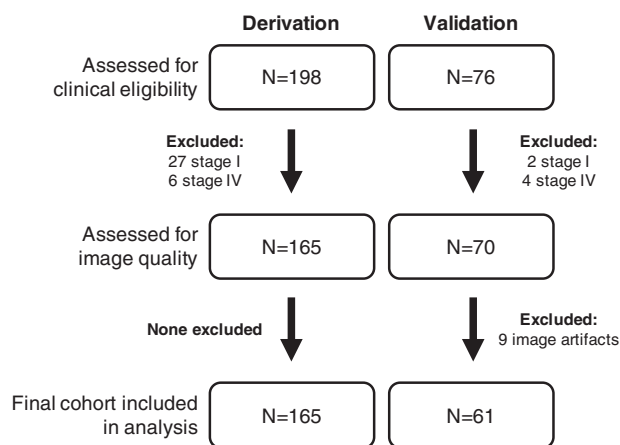 Derivation
Validation
Assessed for
clinical eligibility
N=198
N=76
Excluded:
27 stage I
6 stage IV
Excluded:
2 stage I
4 stage IV
Assessed for
image quality
N=165
N=70
None excluded
Excluded:
9 image artifacts
Final cohort included
in analysis
N=165
N=61